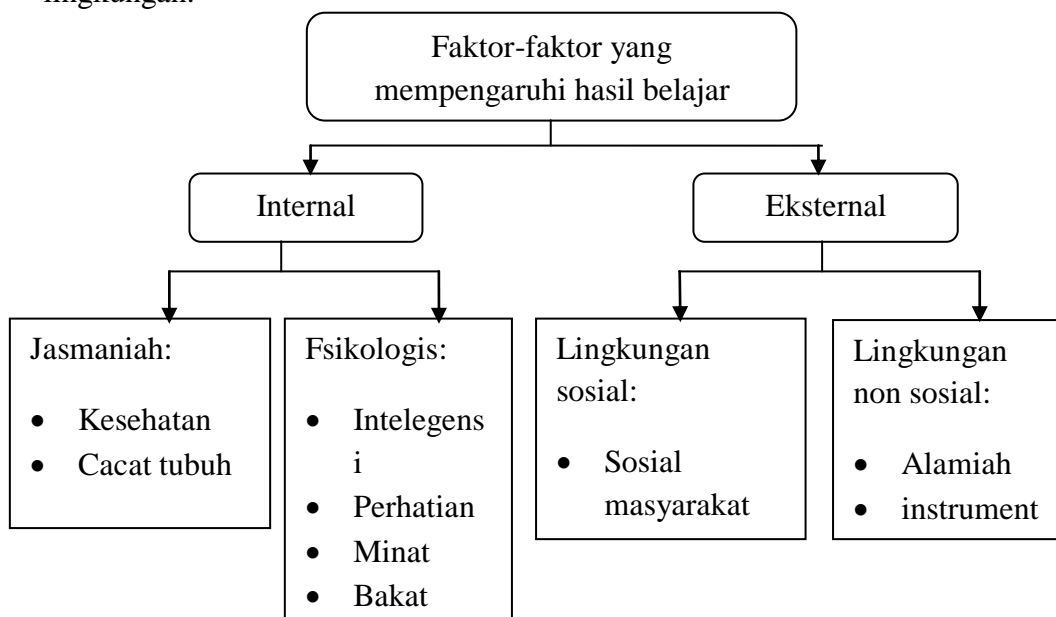 lingkungan.
Faktor-faktor yang
mempengaruhi hasil belajar
Internal
Eksternal
Jasmaniah:
• Kesehatan
• Cacat tubuh
Fsikologis:
• Intelegens
i
• Perhatian
• Minat
• Bakat
Lingkungan
sosial:
• Sosial
masyarakat
Lingkungan
non sosial:
• Alamiah
• instrument